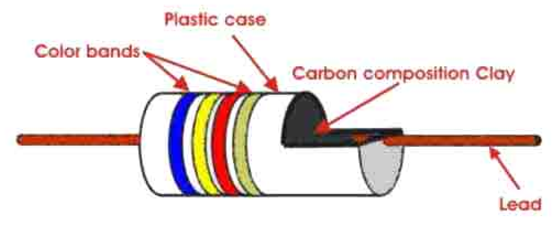 Plastic case
Color bands
Carbon composition Clay
Lead